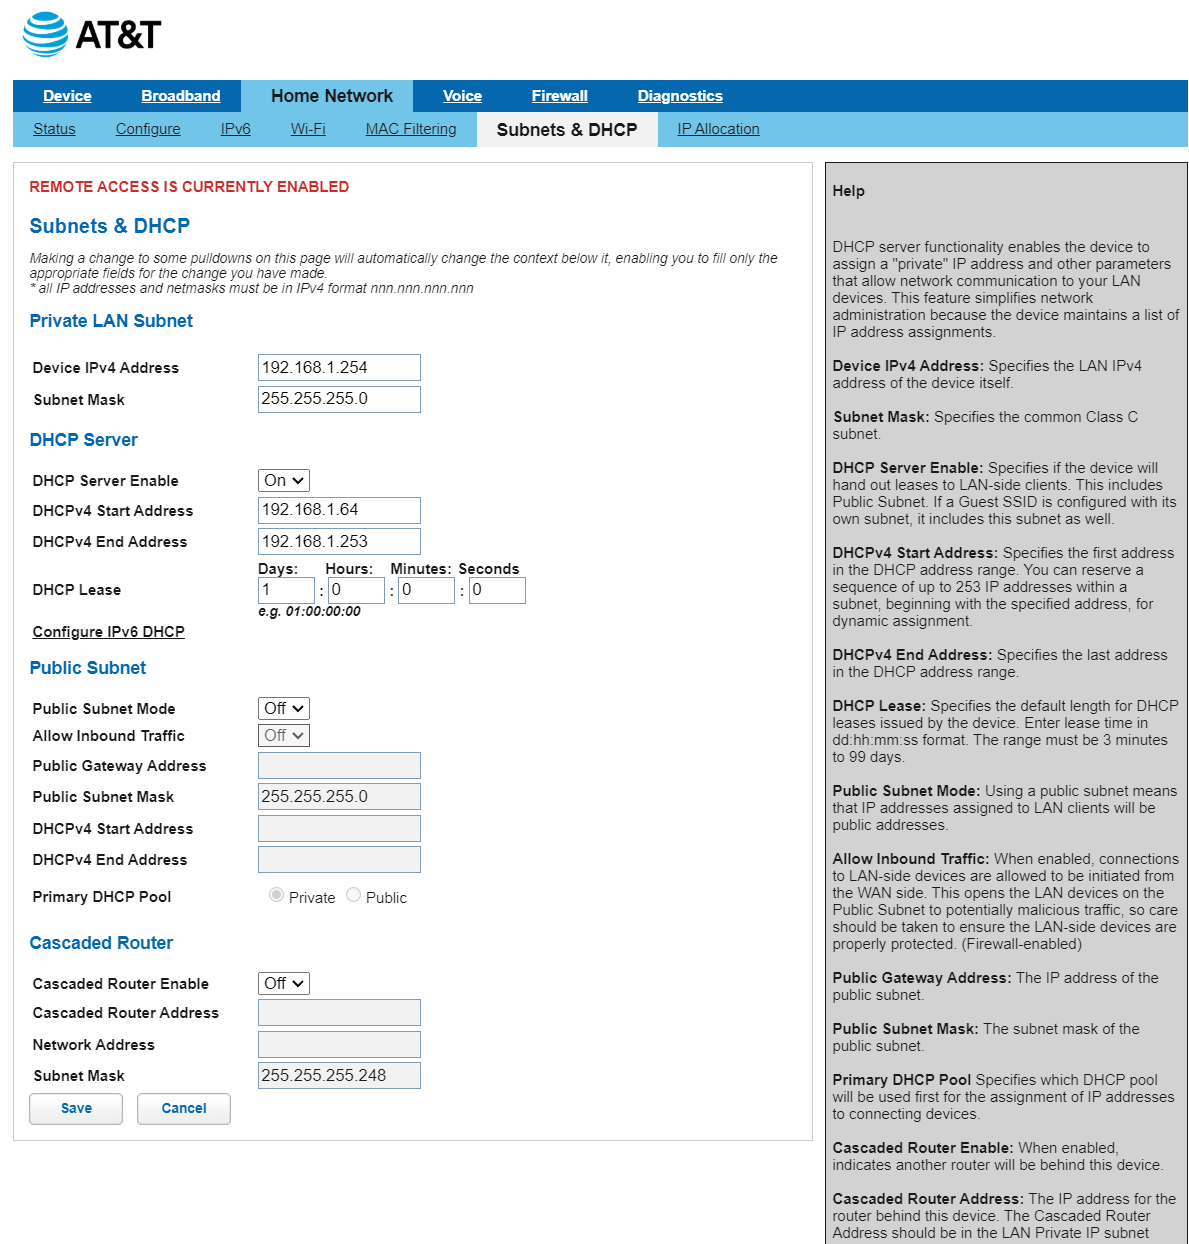 AT&T
Device Broadband Home Network Voice Firewall Diagnostics
Status Configure IPv6 Wi-Fi MAC Filtering Subnets & DHCP IP Allocation
REMOTE ACCESS IS CURRENTLY ENABLED
Subnets & DHCP
Making a change to some pulldowns on this page will automatically change the context below it, enabling you to fill only the
appropriate fields for the change you have made.
* all IP addresses and netmasks must be in IPv4 format nnn.nnn.nnn.nnn
Private LAN Subnet
Device IPv4 Address 192.168.1.254
Subnet Mask 255.255.255.0
DHCP Server
DHCP Server Enable On
DHCPv4 Start Address 192.168.1.64
DHCPv4 End Address 192.168.1.253
Days: Hours: Minutes: Seconds
DHCP Lease 1 : 0 : 0 : 0
e.g. 01:00:00:00
Configure IPv6 DHCP
Public Subnet
Public Subnet Mode Off
Allow Inbound Traffic Off
Public Gateway Address
Public Subnet Mask 255.255.255.0
DHCPv4 Start Address
DHCPv4 End Address
Primary DHCP Pool Private Public
Cascaded Router
Cascaded Router Enable Off
Cascaded Router Address
Network Address
Subnet Mask 255.255.255.248
Save Cancel
Help
DHCP server functionality enables the device to
assign a "private" IP address and other parameters
that allow network communication to your LAN
devices. This feature simplifies network
administration because the device maintains a list of
IP address assignments.
Device IPv4 Address: Specifies the LAN IPv4
address of the device itself.
Subnet Mask: Specifies the common Class C
subnet.
DHCP Server Enable: Specifies if the device will
hand out leases to LAN-side clients. This includes
Public Subnet. If a Guest SSID is configured with its
own subnet, it includes this subnet as well.
DHCPv4 Start Address: Specifies the first address
in the DHCP address range. You can reserve a
sequence of up to 253 IP addresses within a
subnet, beginning with the specified address, for
dynamic assignment.
DHCPv4 End Address: Specifies the last address
in the DHCP address range.
DHCP Lease: Specifies the default length for DHCP
leases issued by the device. Enter lease time in
dd:hh:mm:ss format. The range must be 3 minutes
to 99 days.
Public Subnet Mode: Using a public subnet means
that IP addresses assigned to LAN clients will be
public addresses.
Allow Inbound Traffic: When enabled, connections
to LAN-side devices are allowed to be initiated from
the WAN side. This opens the LAN devices on the
Public Subnet to potentially malicious traffic, so care
should be taken to ensure the LAN-side devices are
properly protected. (Firewall-enabled)
Public Gateway Address: The IP address of the
public subnet.
Public Subnet Mask: The subnet mask of the
public subnet.
Primary DHCP Pool Specifies which DHCP pool
will be used first for the assignment of IP addresses
to connecting devices.
Cascaded Router Enable: When enabled,
indicates another router will be behind this device.
Cascaded Router Address: The IP address for the
router behind this device. The Cascaded Router
Address should be in the LAN Private IP subnet